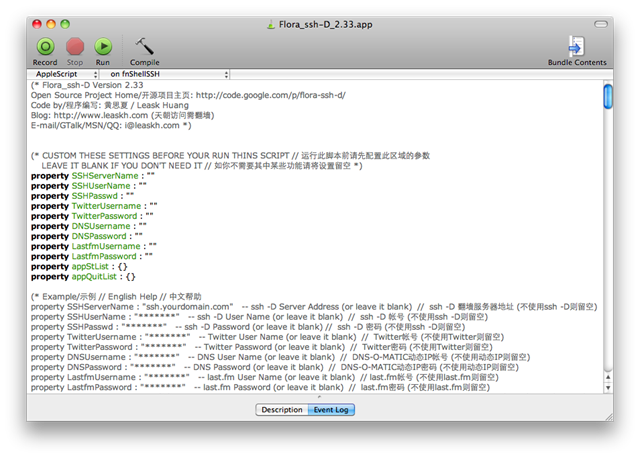 Flora_ssh-D_2.33.app
Record Stop Run Compile Bundle Contents
AppleScript on fnShellSSH
(* Flora_ssh-D Version 2.33
Open Source Project Home/开源项目主页: http://code.google.com/p/flora-ssh-d/
Code by/程序编写: 黄思夏 / Leask Huang
Blog: http://www.leaskh.com (天朝访问需翻墙)
E-mail/GTalk/MSN/QQ: i@leaskh.com *)
(* CUSTOM THESE SETTINGS BEFORE YOUR RUN THINS SCRIPT // 运行此脚本前请先配置此区域的参数
LEAVE IT BLANK IF YOU DON'T NEED IT // 如你不需要其中某些功能请将设置留空 *)
property SSHServerName : ""
property SSHUserName : ""
property SSHPasswd : ""
property TwitterUsername : ""
property TwitterPassword : ""
property DNSUsername : ""
property DNSPassword : ""
property LastfmUsername : ""
property LastfmPassword : ""
property appStList : {}
property appQuitList : {}
(* Example/示例 // English Help // 中文帮助
property SSHServerName : "ssh.yourdomain.com" -- ssh -D Server Address (or leave it blank) // ssh -D 翻墙服务器地址 (不使用ssh -D则留空)
property SSHUserName : "*******" -- ssh -D User Name (or leave it blank) // ssh -D 帐号 (不使用ssh -D则留空)
property SSHPasswd : "*******" -- ssh -D Password (or leave it blank) // ssh -D 密码 (不使用ssh -D则留空)
property TwitterUsername : "*******" -- Twitter User Name (or leave it blank) // Twitter帐号 (不使用Twitter则留空)
property TwitterPassword : "*******" -- Twitter Password (or leave it blank) // Twitter密码 (不使用Twitter则留空)
property DNSUsername : "*******" -- DNS User Name (or leave it blank) // DNS-O-MATIC动态IP帐号 (不使用动态IP则留空)
property DNSPassword : "*******" -- DNS Password (or leave it blank) // DNS-O-MATIC动态IP密码 (不使用动态IP则留空)
property LastfmUsername : "*******" -- last.fm User Name (or leave it blank) // last.fm帐号 (不使用last.fm则留空)
property LastfmPassword : "*******" -- last.fm Password (or leave it blank) // last.fm密码 (不使用last.fm则留空)
Description Event Log